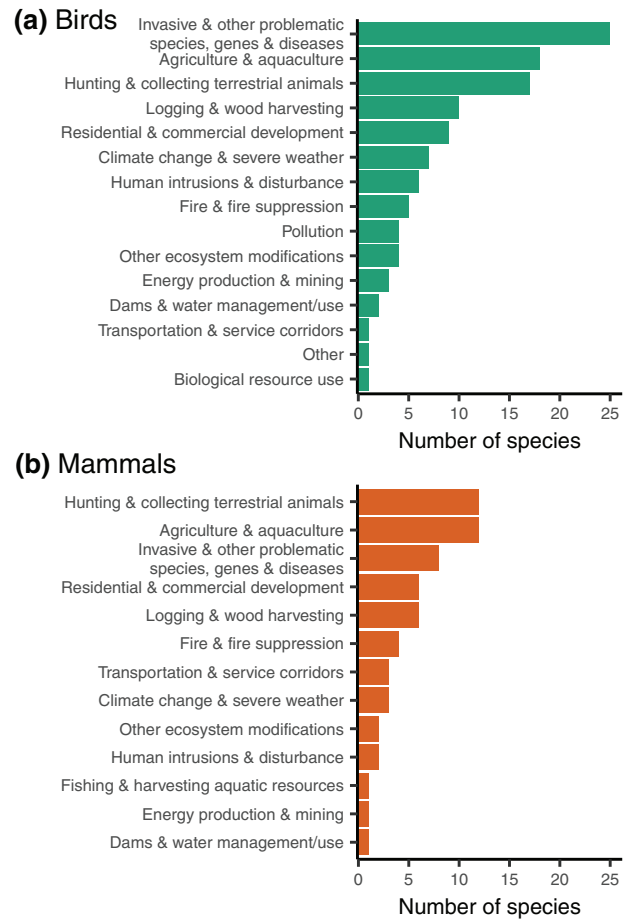 (a) Birds
Invasive & other problematic
species, genes & diseases
Agriculture & aquaculture
Hunting & collecting terrestrial animals
Logging & wood harvesting
Residential & commercial development
Climate change & severe weather
Human intrusions & disturbance
Fire & fire suppression
Pollution
Other ecosystem modifications
Energy production & mining
Dams & water management/use
Transportation & service corridors
Other
Biological resource use
0 5 10 15 20 25
Number of species
(b) Mammals
Hunting & collecting terrestrial animals
Agriculture & aquaculture
Invasive & other problematic
species, genes & diseases
Residential & commercial development
Logging & wood harvesting
Fire & fire suppression
Transportation & service corridors
Climate change & severe weather
Other ecosystem modifications
Human intrusions & disturbance
Fishing & harvesting aquatic resources
Energy production & mining
Dams & water management/use
0 5 10 15 20 25
Number of species